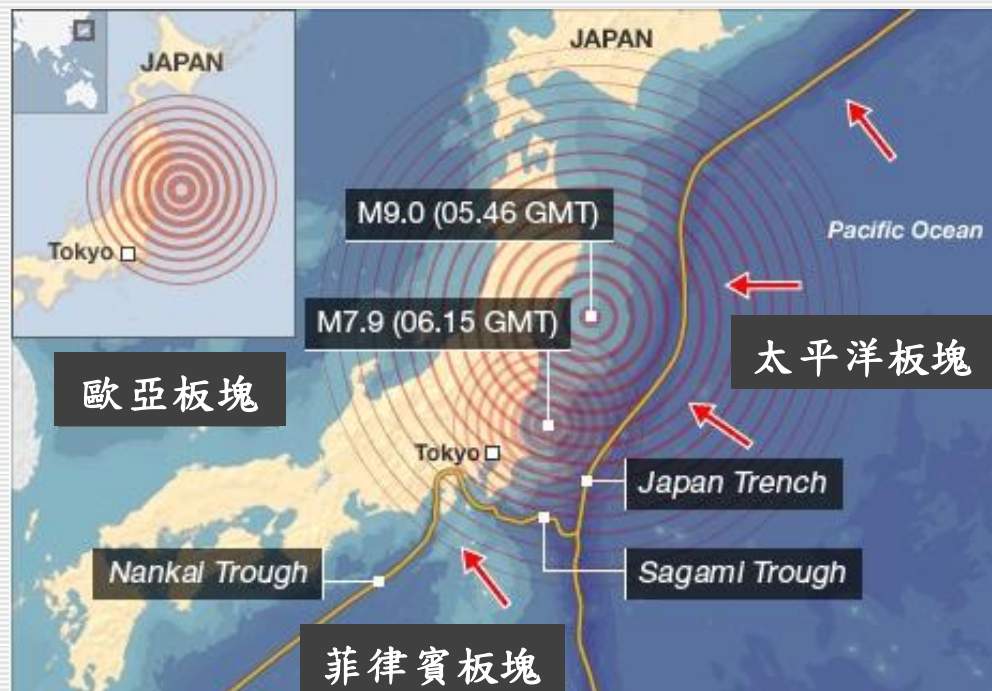 JAPAN
Tokyo
JAPAN
M9.0 (05.46 GMT)
Pacific Ocean
M7.9 (06.15 GMT)
太平洋板塊
歐亞板塊
Tokyo
Japan Trench
Nankai Trough
Sagami Trough
菲律賓板塊